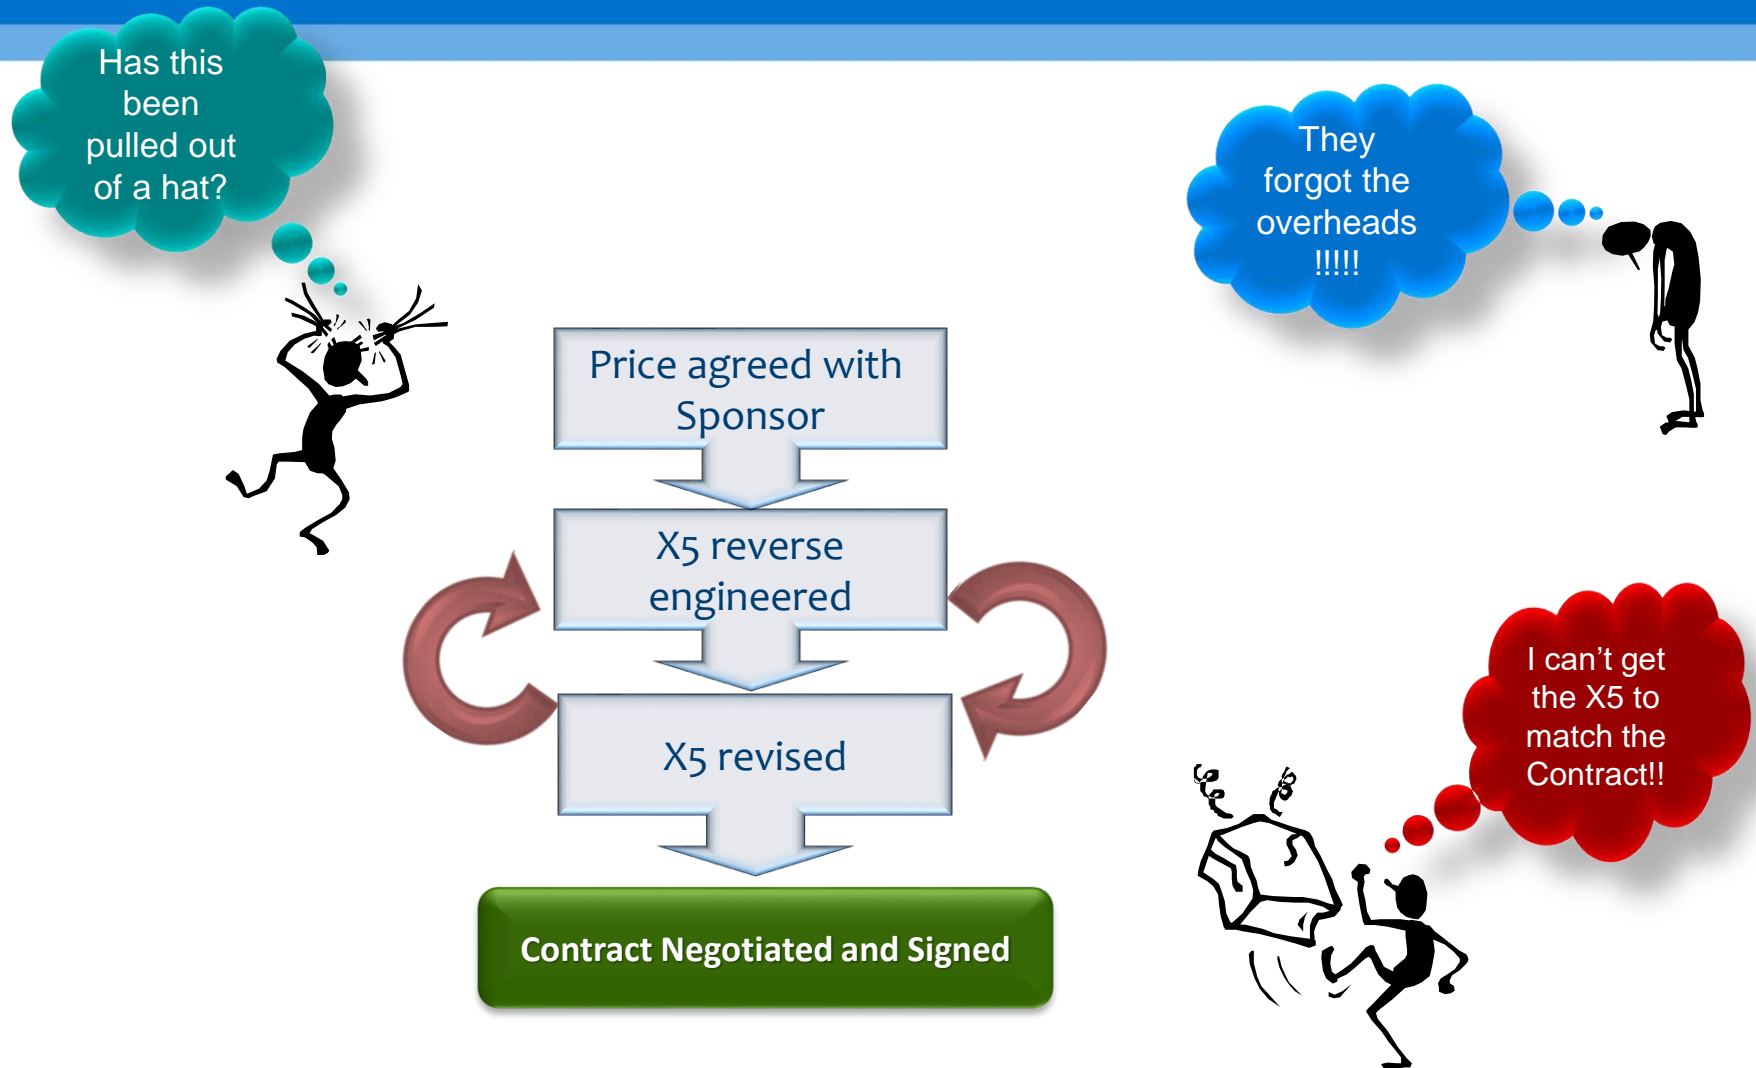 Has this
been
pulled out
of a hat?
They
forgot the
overheads
!!!!!
Price agreed with
Sponsor
X5 reverse
engineered
X5 revised
I can’t get
the X5 to
match the
Contract!!
Contract Negotiated and Signed